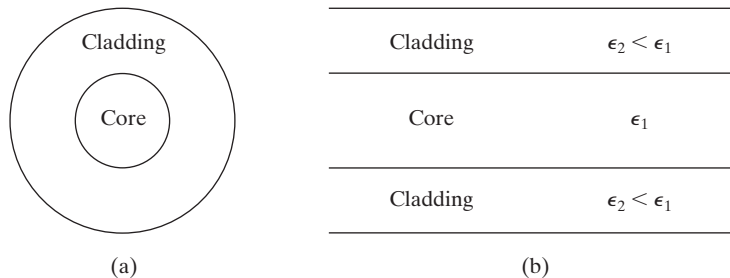 Cladding
Core
(a)
Cladding ϵ₂ < ϵ₁
Core ϵ₁
Cladding ϵ₂ < ϵ₁
(b)